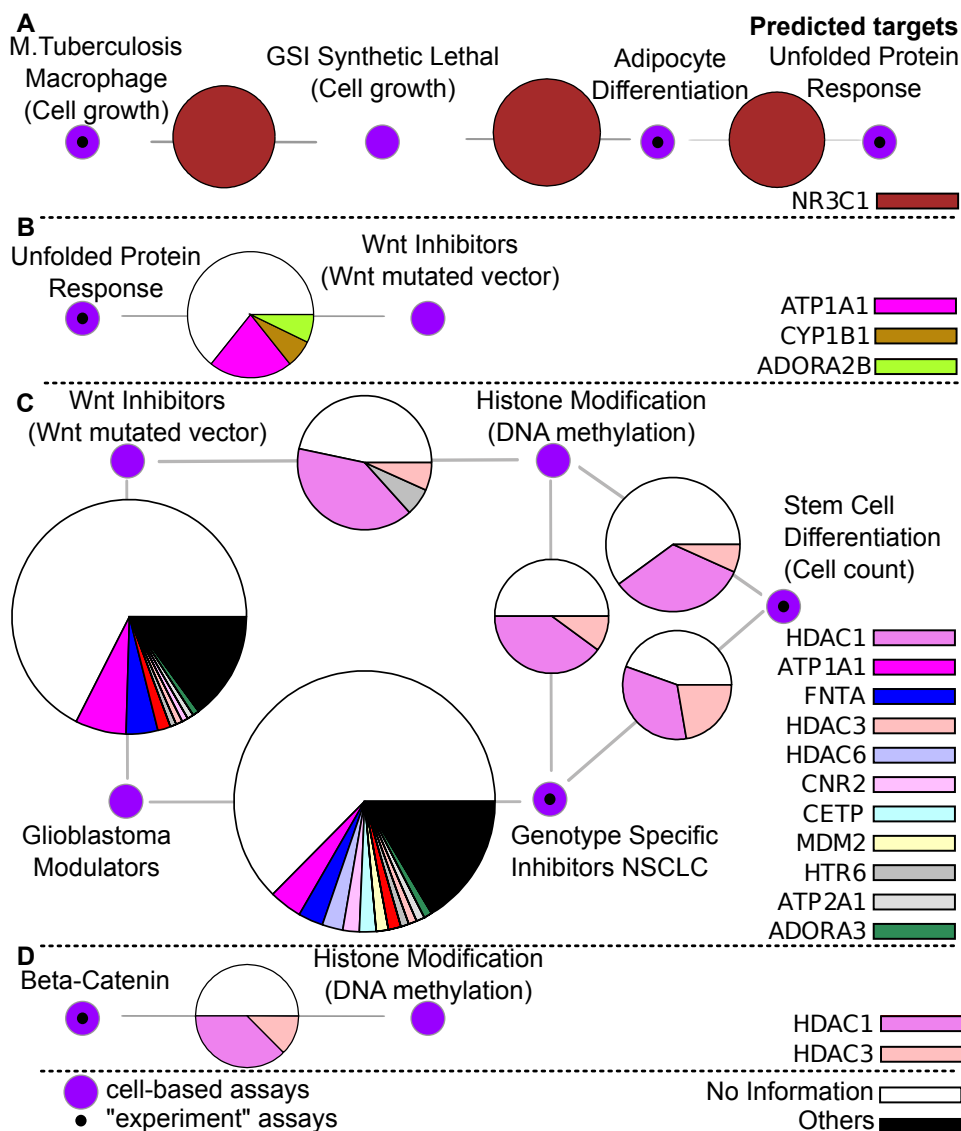 A
Predicted targets
M.Tuberculosis
Macrophage
(Cell growth)
GSI Synthetic Lethal
(Cell growth)
Adipocyte
Differentiation
Unfolded Protein
Response
NR3C1
B
Unfolded Protein
Response
Wnt Inhibitors
(Wnt mutated vector)
ATP1A1
CYP1B1
ADORA2B
C
Wnt Inhibitors
(Wnt mutated vector)
Histone Modification
(DNA methylation)
Stem Cell
Differentiation
(Cell count)
HDAC1
ATP1A1
FNTA
HDAC3
HDAC6
CNR2
CETP
MDM2
HTR6
ATP2A1
ADORA3
Glioblastoma
Modulators
Genotype Specific
Inhibitors NSCLC
D
Beta-Catenin
Histone Modification
(DNA methylation)
HDAC1
HDAC3
cell-based assays
"experiment" assays
No Information
Others